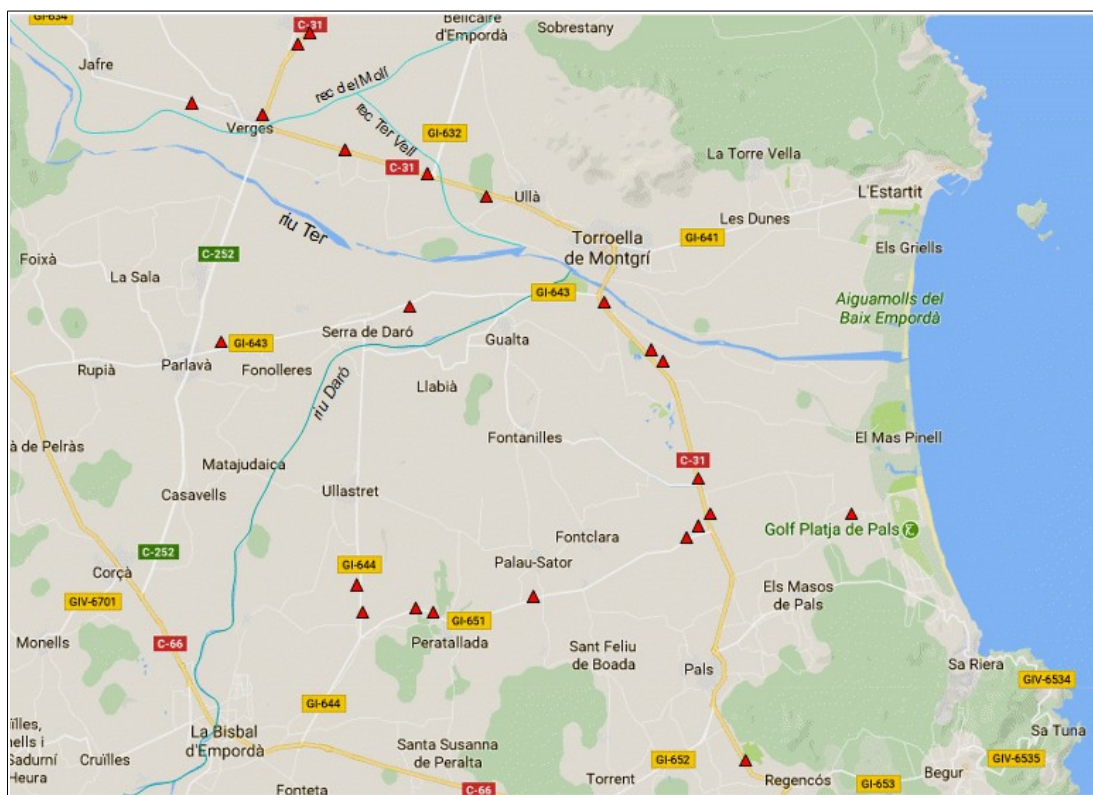 GI-634
C-31
Bellcaire
d'Empordà
Sobrestany
Jafre
rec del Molí
Verges
rec Ter Vell
GI-632
C-31
La Torre Vella
L'Estartit
Ullà
Les Dunes
riu Ter
Torroella
de Montgrí
GI-641
Els Griells
Foixà
La Sala
C-252
GI-643
Aiguamolls del
Baix Empordà
Serra de Daró
Gualta
GI-643
Rupià
Parlavà
Fonolleres
riu Daró
Llabià
à de Pelràs
Fontanilles
El Mas Pinell
C-31
Matajudaica
Casavells
Ullastret
Golf Platja de Pals
Fontclara
C-252
Corçà
GI-644
Palau-Sator
Els Masos
de Pals
GIV-6701
Monells
C-66
GI-651
Peratallada
Sant Feliu
de Boada
Pals
Sa Riera
GIV-6534
GI-644
ïlles,
nells i
Sadurní
Heura
Cruïlles
La Bisbal
d'Empordà
Santa Susanna
de Peralta
Sa Tuna
GI-652
GIV-6535
Torrent
Regencós
GI-653
Begur
Fonteta
C-66